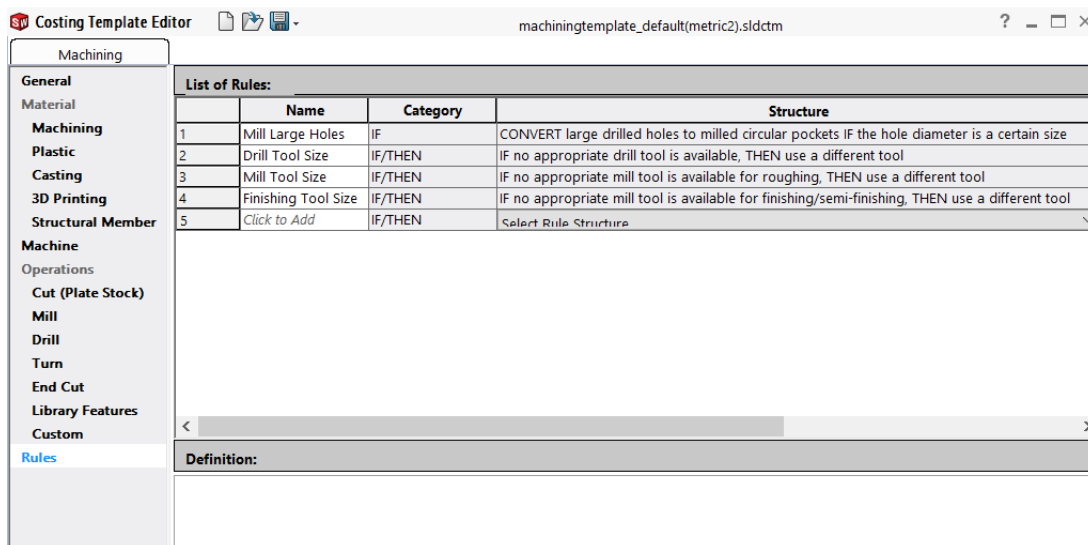 SW Costing Template Editor machiningtemplate_default(metric2).sldctm ?
Machining
General
Material
Machining
Plastic
Casting
3D Printing
Structural Member
Machine
Operations
Cut (Plate Stock)
Mill
Drill
Turn
End Cut
Library Features
Custom
Rules
List of Rules:
Name Category Structure
1 Mill Large Holes IF CONVERT large drilled holes to milled circular pockets IF the hole diameter is a certain size
2 Drill Tool Size IF/THEN IF no appropriate drill tool is available, THEN use a different tool
3 Mill Tool Size IF/THEN IF no appropriate mill tool is available for roughing, THEN use a different tool
4 Finishing Tool Size IF/THEN IF no appropriate mill tool is available for finishing/semi-finishing, THEN use a different tool
5 Click to Add IF/THEN Select Rule Structure
Definition: